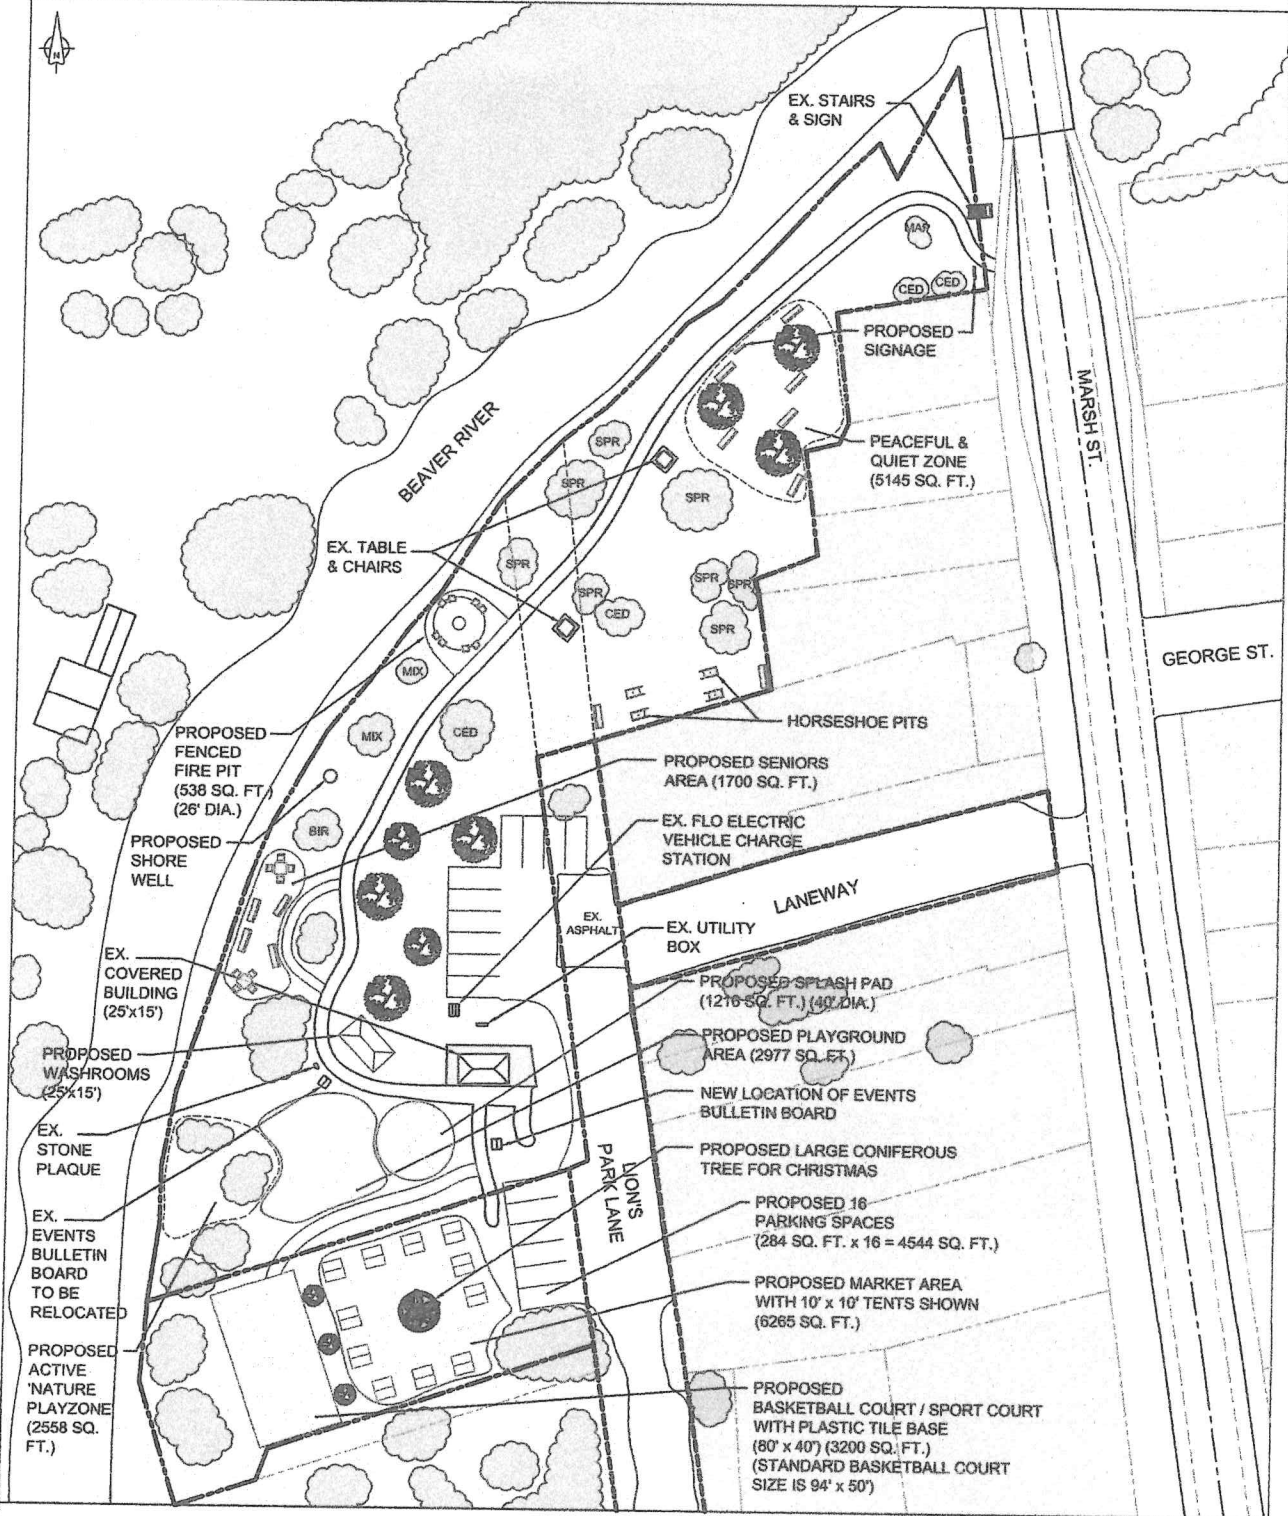 N
EX. STAIRS
& SIGN
MAP
CED
CED
PROPOSED
SIGNAGE
MARSH ST.
PEACEFUL &
QUIET ZONE
(5145 SQ. FT.)
BEAVER RIVER
SPR
SPR
SPR
EX. TABLE
& CHAIRS
SPR
SPR
CED
SPR
SPR
SPR
GEORGE ST.
MIX
MIX
CED
HORSESHOE PITS
PROPOSED
FENCED
FIRE PIT
(538 SQ. FT.)
(26' DIA.)
PROPOSED SENIORS
AREA (1700 SQ. FT.)
PROPOSED
SHORE
WELL
BIR
EX. FLO ELECTRIC
VEHICLE CHARGE
STATION
LANEWAY
EX.
ASPHALT
EX. UTILITY
BOX
EX.
COVERED
BUILDING
(25'x15')
PROPOSED SPLASH PAD
(1216 SQ. FT.) (40' DIA.)
PROPOSED
WASHROOMS
(25'x15')
PROPOSED PLAYGROUND
AREA (2977 SQ. FT.)
NEW LOCATION OF EVENTS
BULLETIN BOARD
EX.
STONE
PLAQUE
LION'S
PARK LANE
PROPOSED LARGE CONIFEROUS
TREE FOR CHRISTMAS
EX.
EVENTS
BULLETIN
BOARD
TO BE
RELOCATED
PROPOSED 16
PARKING SPACES
(284 SQ. FT. x 16 = 4544 SQ. FT.)
PROPOSED MARKET AREA
WITH 10' x 10' TENTS SHOWN
(6265 SQ. FT.)
PROPOSED
ACTIVE
'NATURE
PLAYZONE
(2558 SQ.
FT.)
PROPOSED
BASKETBALL COURT / SPORT COURT
WITH PLASTIC TILE BASE
(80' x 40') (3200 SQ. FT.)
(STANDARD BASKETBALL COURT
SIZE IS 94' x 50')